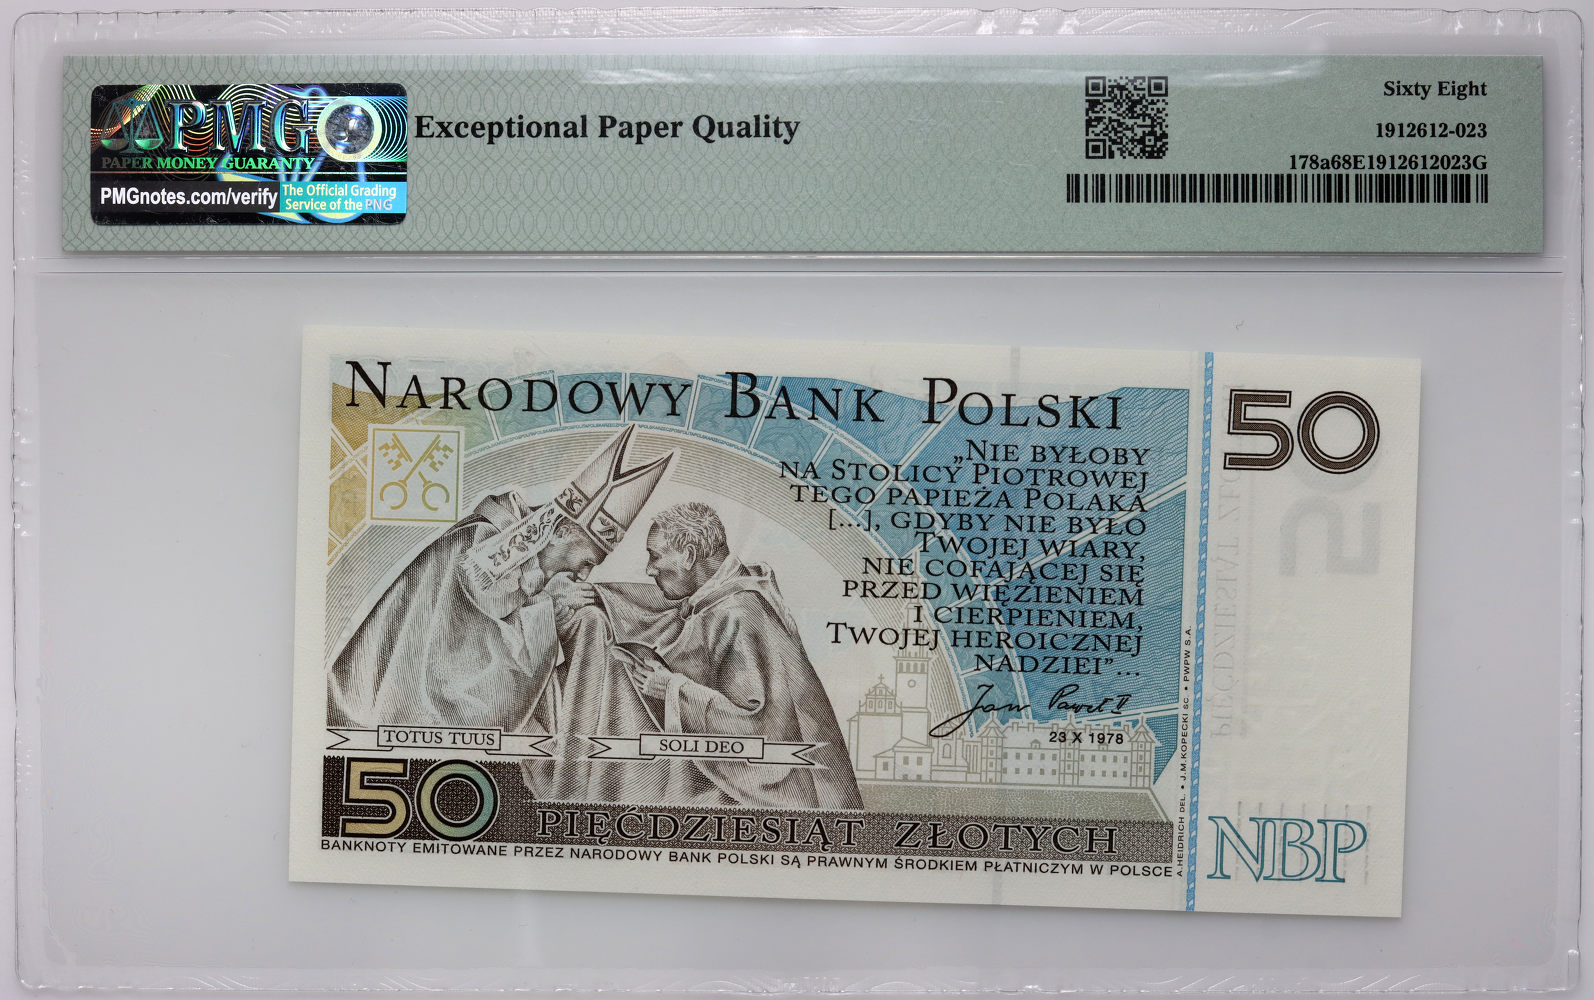 PMG
PAPER MONEY GUARANTY
PMGnotes.com/verify
The Official Grading
Service of the PNG
Exceptional Paper Quality
Sixty Eight
1912612-023
178a68E1912612023G
NARODOWY BANK POLSKI
50
„NIE BYŁOBY
NA STOLICY PIOTROWEJ
TEGO PAPIEŻA POLAKA
[...], GDYBY NIE BYŁO
TWOJEJ WIARY,
NIE COFAJĄCEJ SIĘ
PRZED WIĘZIENIEM
I CIERPIENIEM,
TWOJEJ HEROICZNEJ
NADZIEI”...
Jan Paweł II
23 X 1978
TOTUS TUUS
SOLI DEO
50
PIĘĆDZIESIĄT ZŁOTYCH
BANKNOTY EMITOWANE PRZEZ NARODOWY BANK POLSKI SĄ PRAWNYM ŚRODKIEM PŁATNICZYM W POLSCE
A.HEIDRICH DEL. • J.M.KOPECKI SC. • PWPW S.A.
NBP